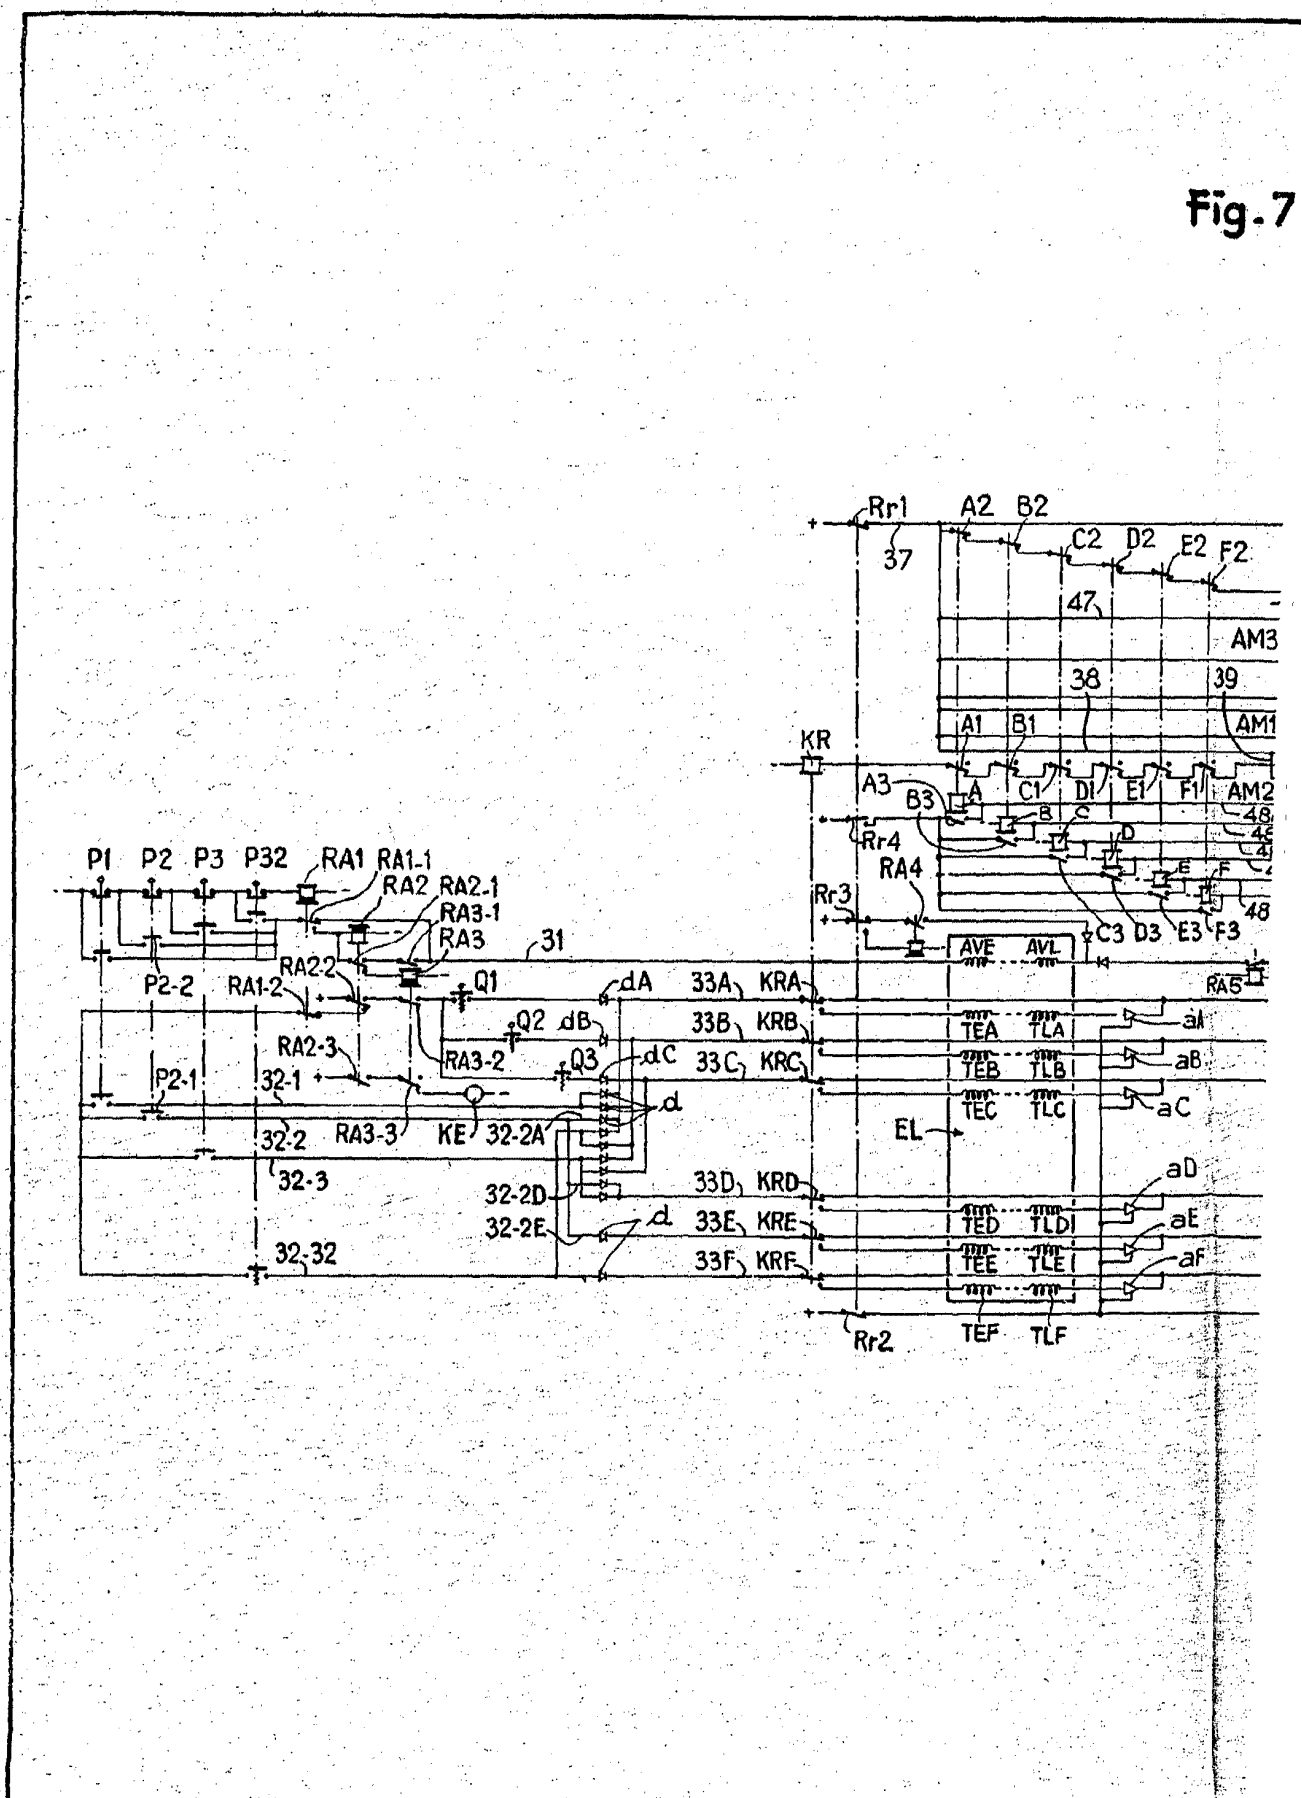 Fig.7
Rr1 A2 B2
37 C2 D2 E2 F2
47
AM3
38 39
KR A1 B1 AM1
A3 B3 A C1 D1 E1 F1 AM2
B C 48
Rr4 D
P1 P2 P3 P32 RA1 RA1-1 RA4 E F
RA2 RA2-1 Rr3 48
RA3-1
RA3 31 C3 D3 E3 F3
AVE AVL
P2-2 RA2-2 RA1-2 Q1 dA 33A KRA RA5
Q2 dB 33B KRB TEA TLA aA
RA2-3 RA3-2 Q3 dC 33C KRC TEB TLB aB
P2-1 32-1 d TEC TLC aC
32-2 RA3-3 KE 32-2A EL
32-3 32-2D 33D KRD aD
32-2E d 33E KRE TED TLD aE
32-32 33F KRF TEE TLE aF
Rr2 TEF TLF